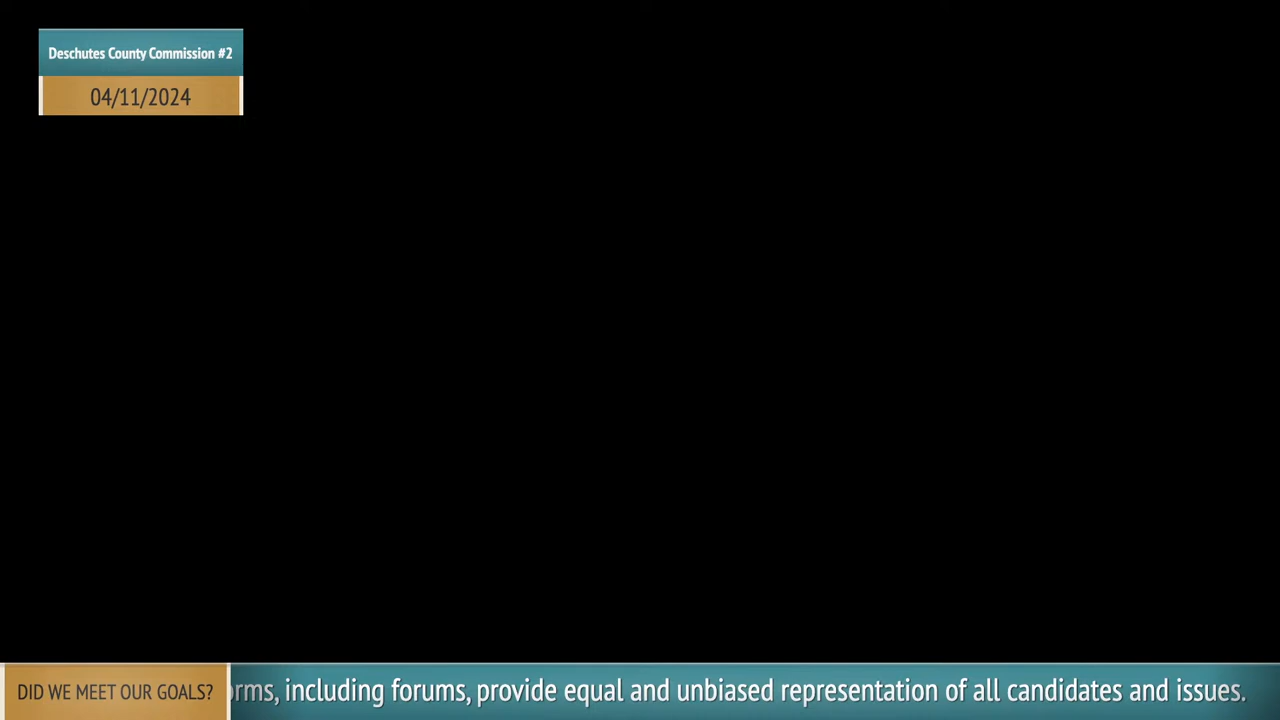 Deschutes County Commission #2
04/11/2024
DID WE MEET OUR GOALS?
including forums, provide equal and unbiased representation of all candidates and issues.